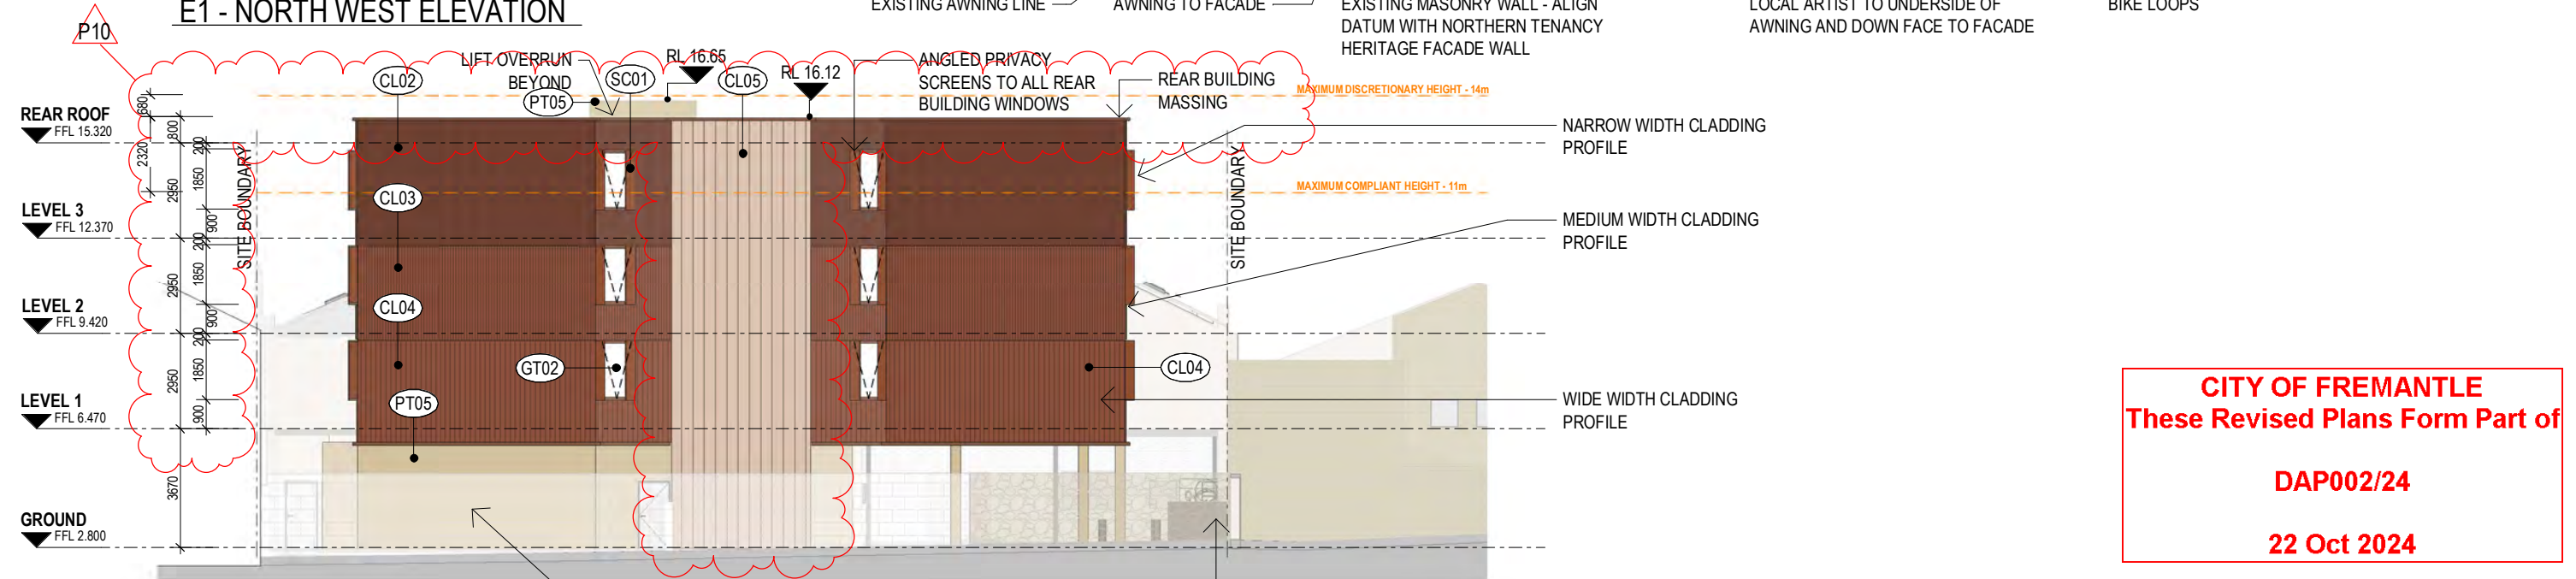 E1 - NORTH WEST ELEVATION
P10
EXISTING AWNING LINE
AWNING TO FACADE
EXISTING MASONRY WALL - ALIGN
DATUM WITH NORTHERN TENANCY
HERITAGE FACADE WALL
LOCAL ARTIST TO UNDERSIDE OF
AWNING AND DOWN FACE TO FACADE
BIKE LOOPS
LIFT OVERRUN
BEYOND
RL 16.65
RL 16.12
ANGLED PRIVACY
SCREENS TO ALL REAR
BUILDING WINDOWS
REAR BUILDING
MASSING
CL02
SC01
CL05
PT05
MAXIMUM DISCRETIONARY HEIGHT - 14m
NARROW WIDTH CLADDING
PROFILE
MAXIMUM COMPLIANT HEIGHT - 11m
MEDIUM WIDTH CLADDING
PROFILE
WIDE WIDTH CLADDING
PROFILE
REAR ROOF
FFL 15.320
LEVEL 3
FFL 12.370
LEVEL 2
FFL 9.420
LEVEL 1
FFL 6.470
GROUND
FFL 2.800
680
800
2320
200
1850
2950
900
200
1850
2950
900
200
1850
2950
900
3670
SITE BOUNDARY
SITE BOUNDARY
CL03
CL04
GT02
CL04
PT05
CITY OF FREMANTLE
These Revised Plans Form Part of
DAP002/24
22 Oct 2024